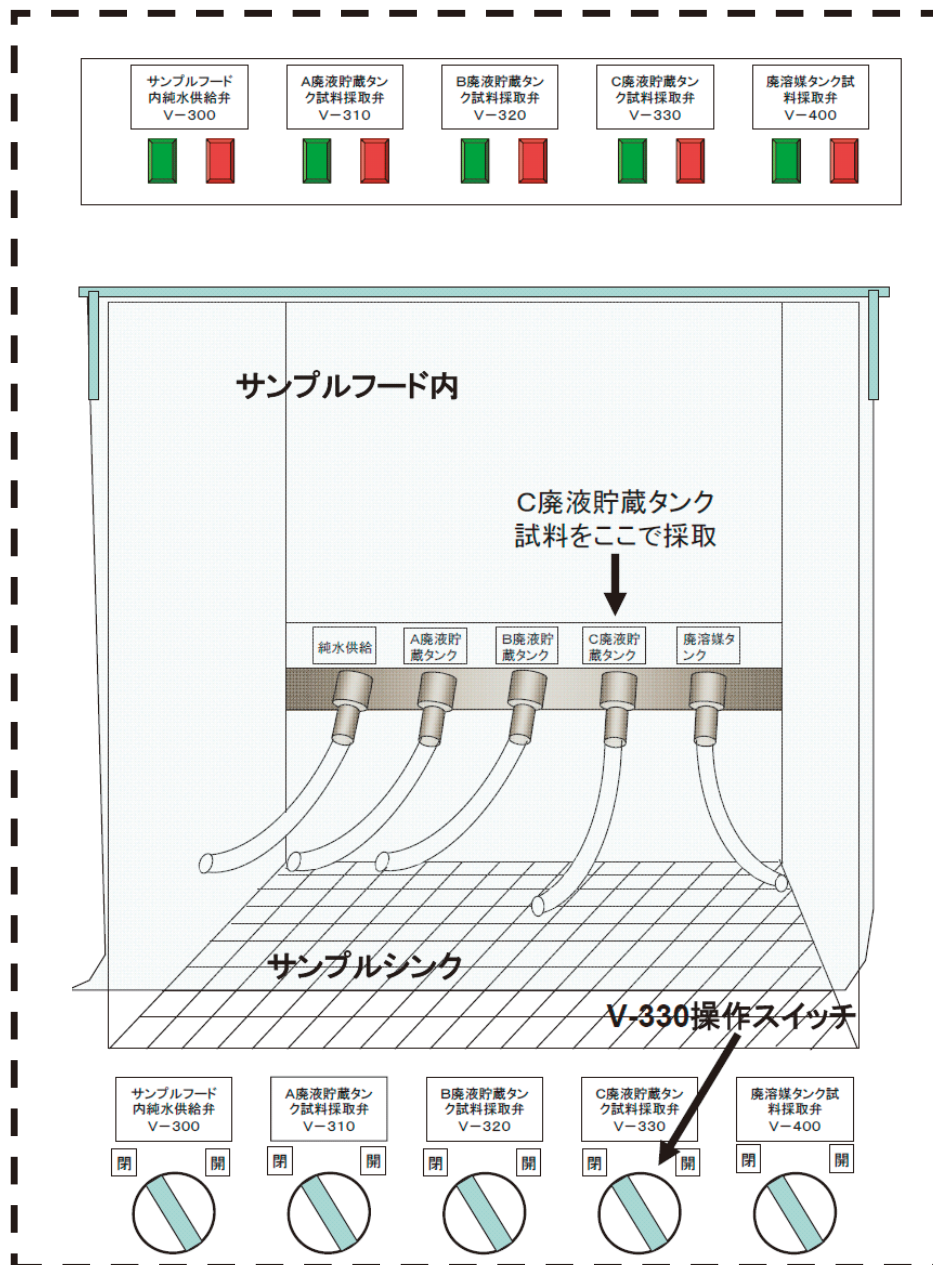 サンプルフード
内純水供給弁
V－300
A廃液貯蔵タン
ク試料採取弁
V－310
B廃液貯蔵タン
ク試料採取弁
V－320
C廃液貯蔵タン
ク試料採取弁
V－330
廃溶媒タンク試
料採取弁
V－400
サンプルフード内
C廃液貯蔵タンク
試料をここで採取
純水供給
A廃液貯
蔵タンク
B廃液貯
蔵タンク
C廃液貯
蔵タンク
廃溶媒タ
ンク
サンプルシンク
V-330操作スイッチ
サンプルフード
内純水供給弁
V－300
A廃液貯蔵タン
ク試料採取弁
V－310
B廃液貯蔵タン
ク試料採取弁
V－320
C廃液貯蔵タン
ク試料採取弁
V－330
廃溶媒タンク試
料採取弁
V－400
閉
開
閉
開
閉
開
閉
開
閉
開